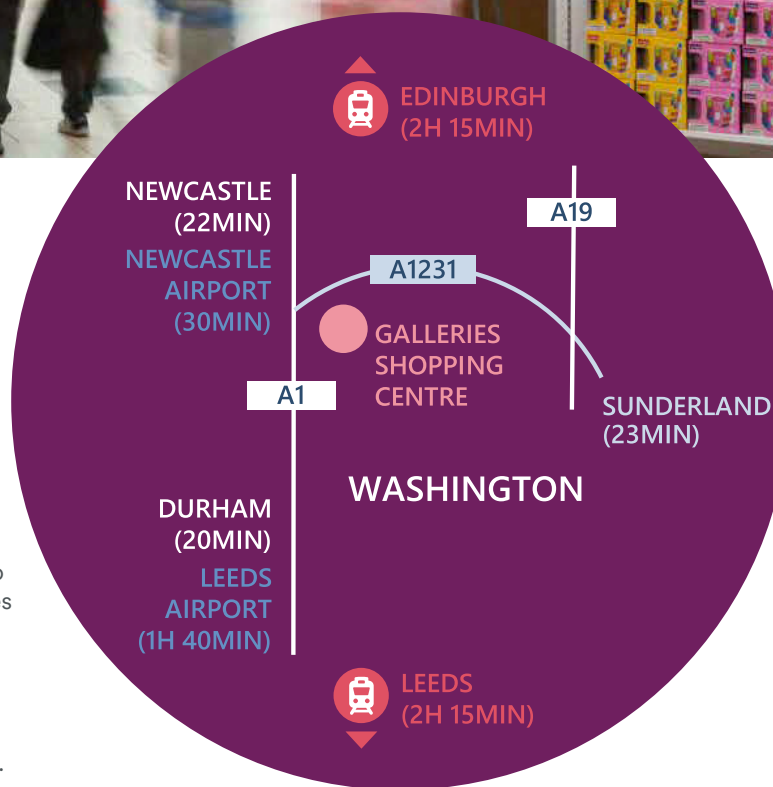 EDINBURGH
(2H 15MIN)
NEWCASTLE
(22MIN)
NEWCASTLE
AIRPORT
(30MIN)
A19
A1231
GALLERIES
SHOPPING
CENTRE
A1
SUNDERLAND
(23MIN)
WASHINGTON
DURHAM
(20MIN)
LEEDS
AIRPORT
(1H 40MIN)
LEEDS
(2H 15MIN)